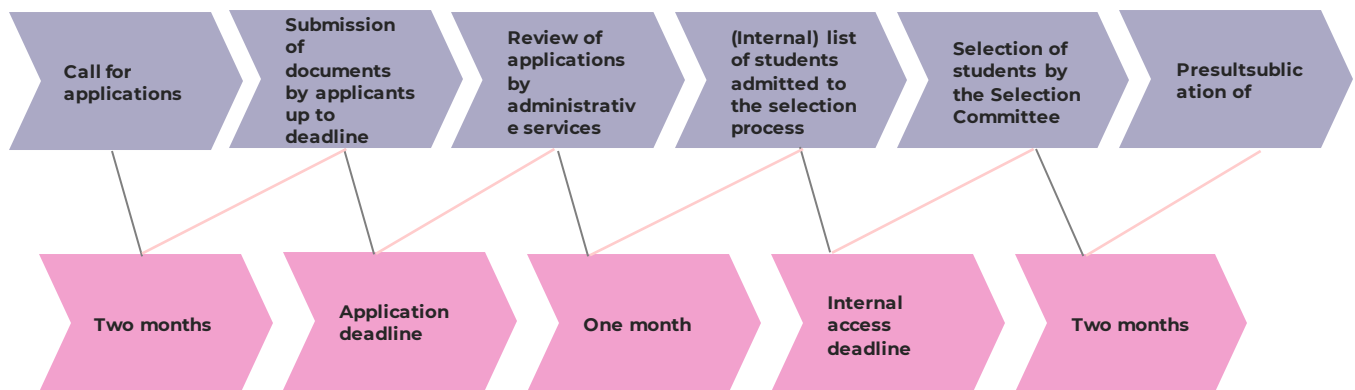 Call for
applications
Submission
of
documents
by applicants
up to
deadline
Review of
applications
by
administrativ
e services
(Internal) list
of students
admitted to
the selection
process
Selection of
students by
the Selection
Committee
Presultsublic
ation of
Two months
Application
deadline
One month
Internal
access
deadline
Two months